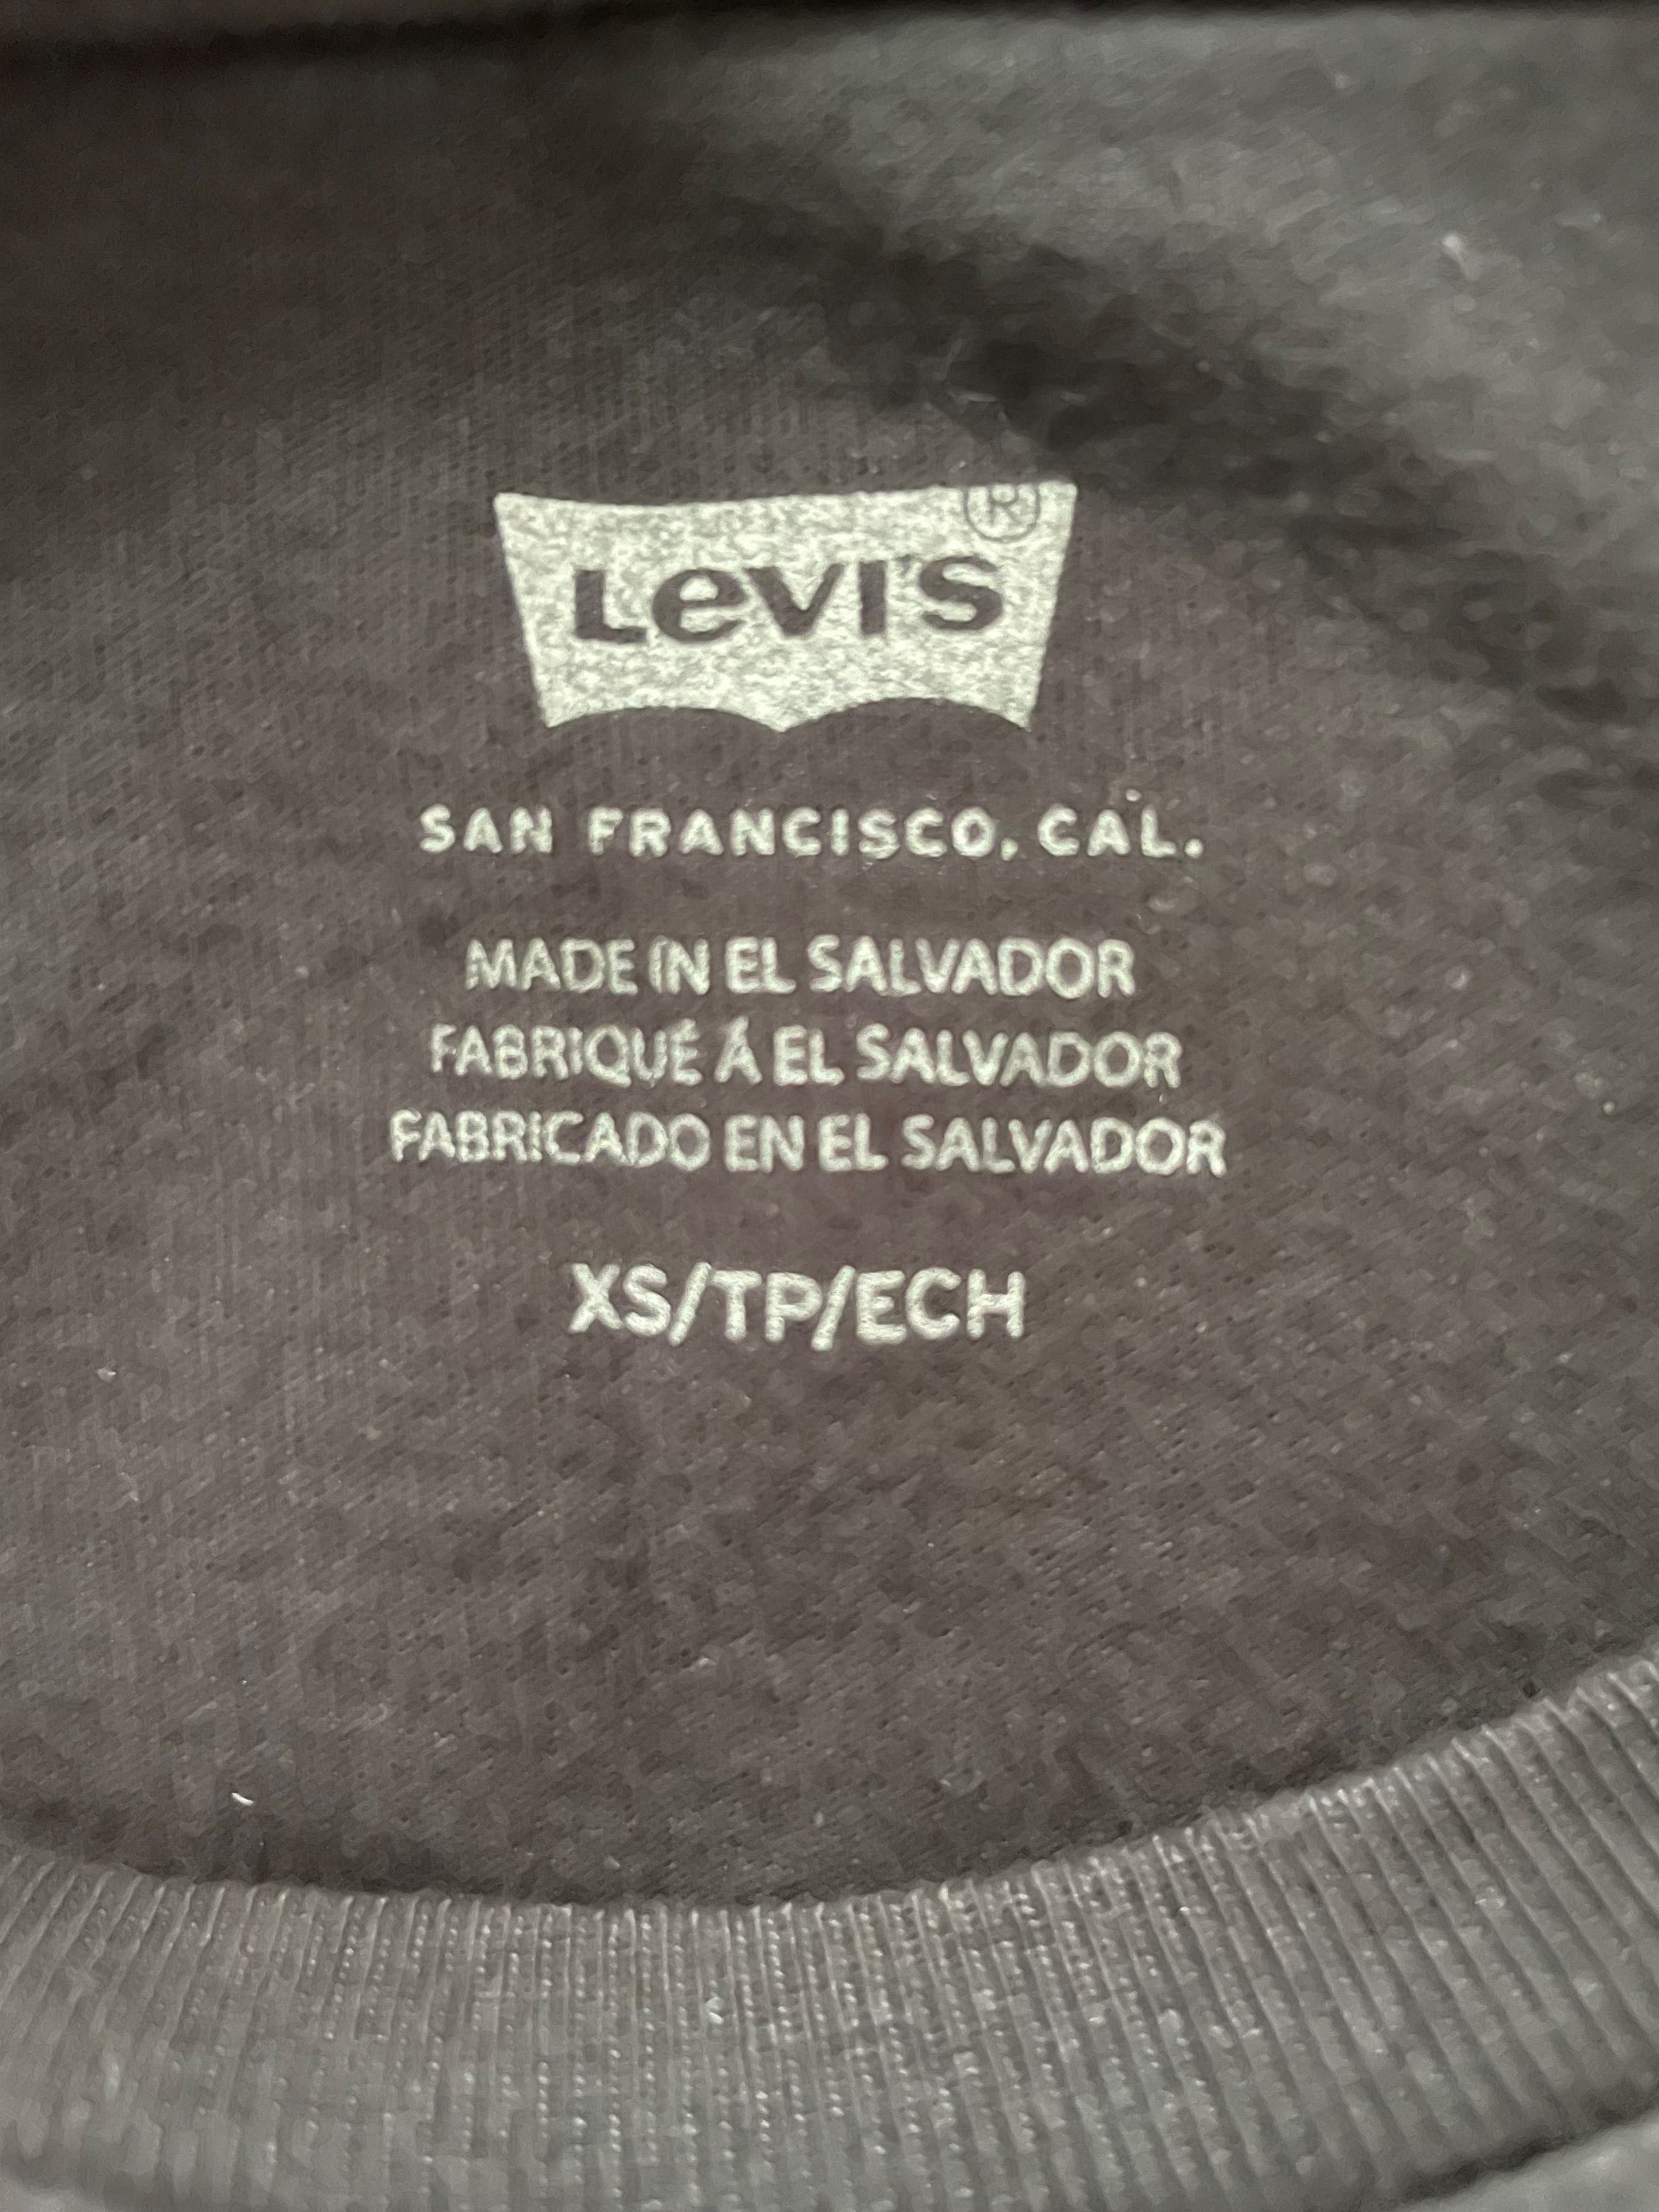 LEVI'S ®
SAN FRANCISCO, CAL.
MADE IN EL SALVADOR
FABRIQUÉ À EL SALVADOR
FABRICADO EN EL SALVADOR
XS/TP/ECH